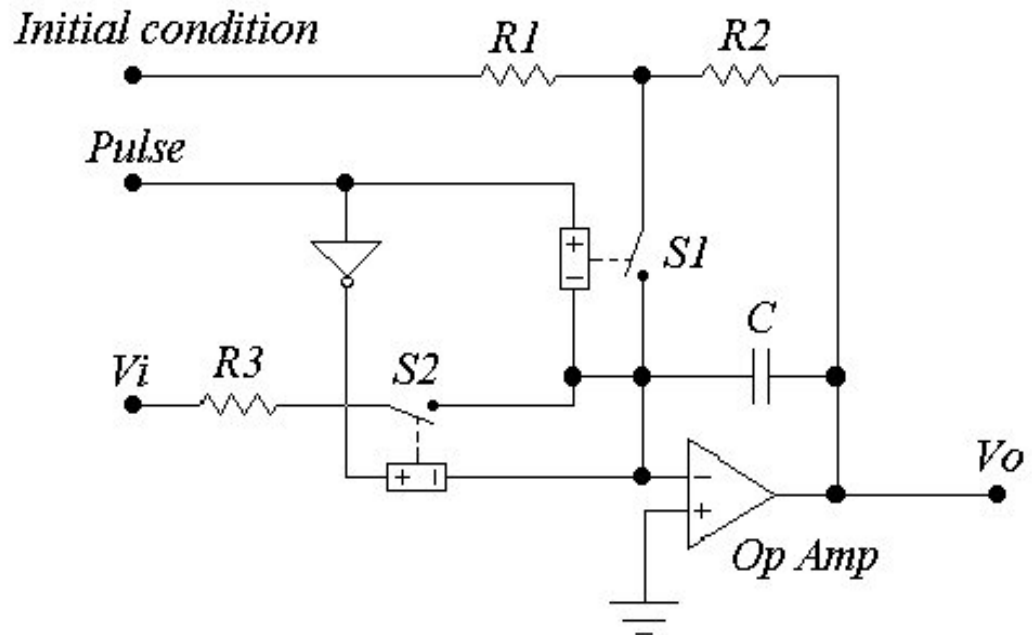 Initial condition
R1
R2
Pulse
+
−
S1
C
Vi
R3
S2
+ −
−
+
Vo
Op Amp